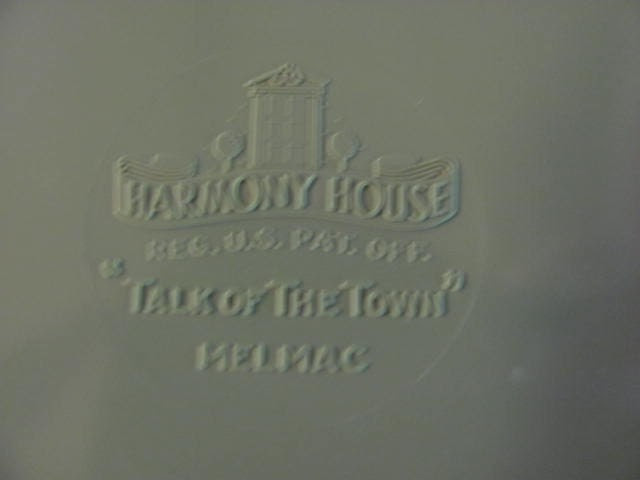 HARMONY HOUSE
REG. U.S. PAT. OFF.
"TALK OF THE TOWN"
MELMAC